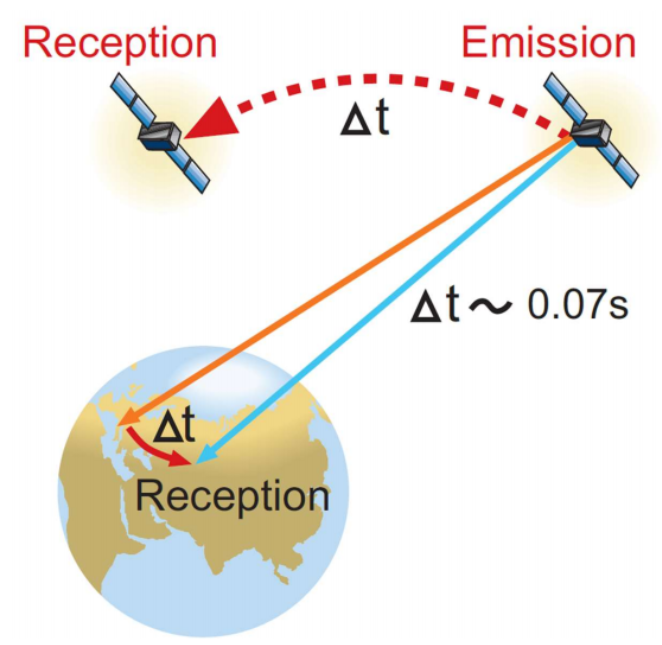 Reception
Emission
Δt
Δt ~ 0.07s
Δt
Reception